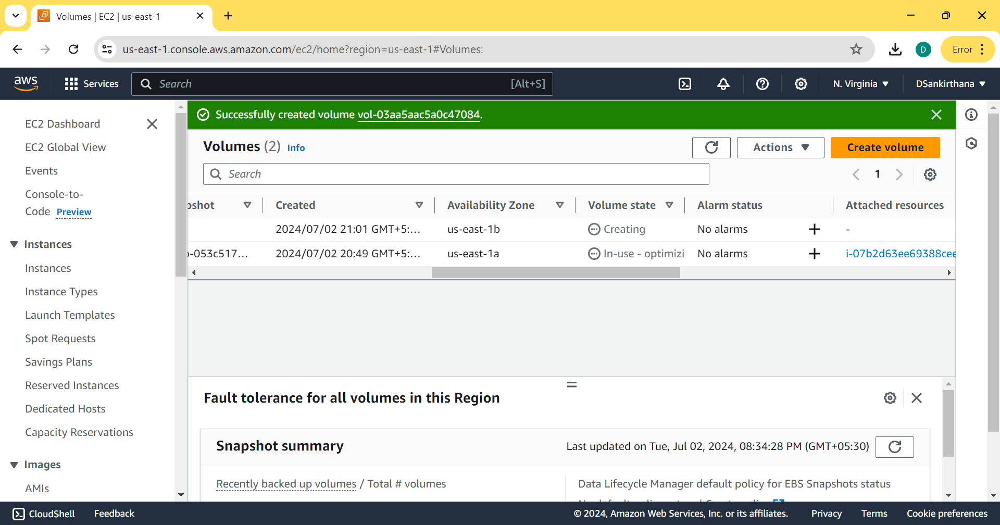 Volumes | EC2 | us-east-1
us-east-1.console.aws.amazon.com/ec2/home?region=us-east-1#Volumes:
D
Error
aws
Services
Search
[Alt+S]
N. Virginia
DSankirthana
EC2 Dashboard
EC2 Global View
Events
Console-to-
Code Preview
Instances
Instances
Instance Types
Launch Templates
Spot Requests
Savings Plans
Reserved Instances
Dedicated Hosts
Capacity Reservations
Images
AMIs
Successfully created volume vol-03aa5aac5a0c47084.
Volumes (2) Info
Actions
Create volume
Search
1
pshot Created Availability Zone Volume state Alarm status Attached resources
2024/07/02 21:01 GMT+5:... us-east-1b Creating No alarms + -
-053c517... 2024/07/02 20:49 GMT+5:... us-east-1a In-use - optimizi No alarms + i-07b2d63ee69388cee
Fault tolerance for all volumes in this Region
Snapshot summary
Last updated on Tue, Jul 02, 2024, 08:34:28 PM (GMT+05:30)
Recently backed up volumes / Total # volumes
Data Lifecycle Manager default policy for EBS Snapshots status
CloudShell
Feedback
© 2024, Amazon Web Services, Inc. or its affiliates.
Privacy
Terms
Cookie preferences